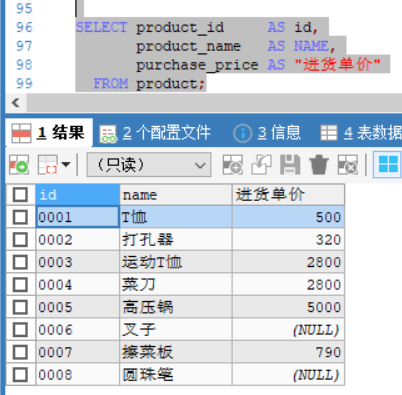 95
96 SELECT product_id AS id,
97 product_name AS NAME,
98 purchase_price AS "进货单价"
99 FROM product;
1 结果 2 个配置文件 3 信息 4 表数据
（只读）
id name 进货单价
0001 T恤 500
0002 打孔器 320
0003 运动T恤 2800
0004 菜刀 2800
0005 高压锅 5000
0006 叉子 (NULL)
0007 擦菜板 790
0008 圆珠笔 (NULL)